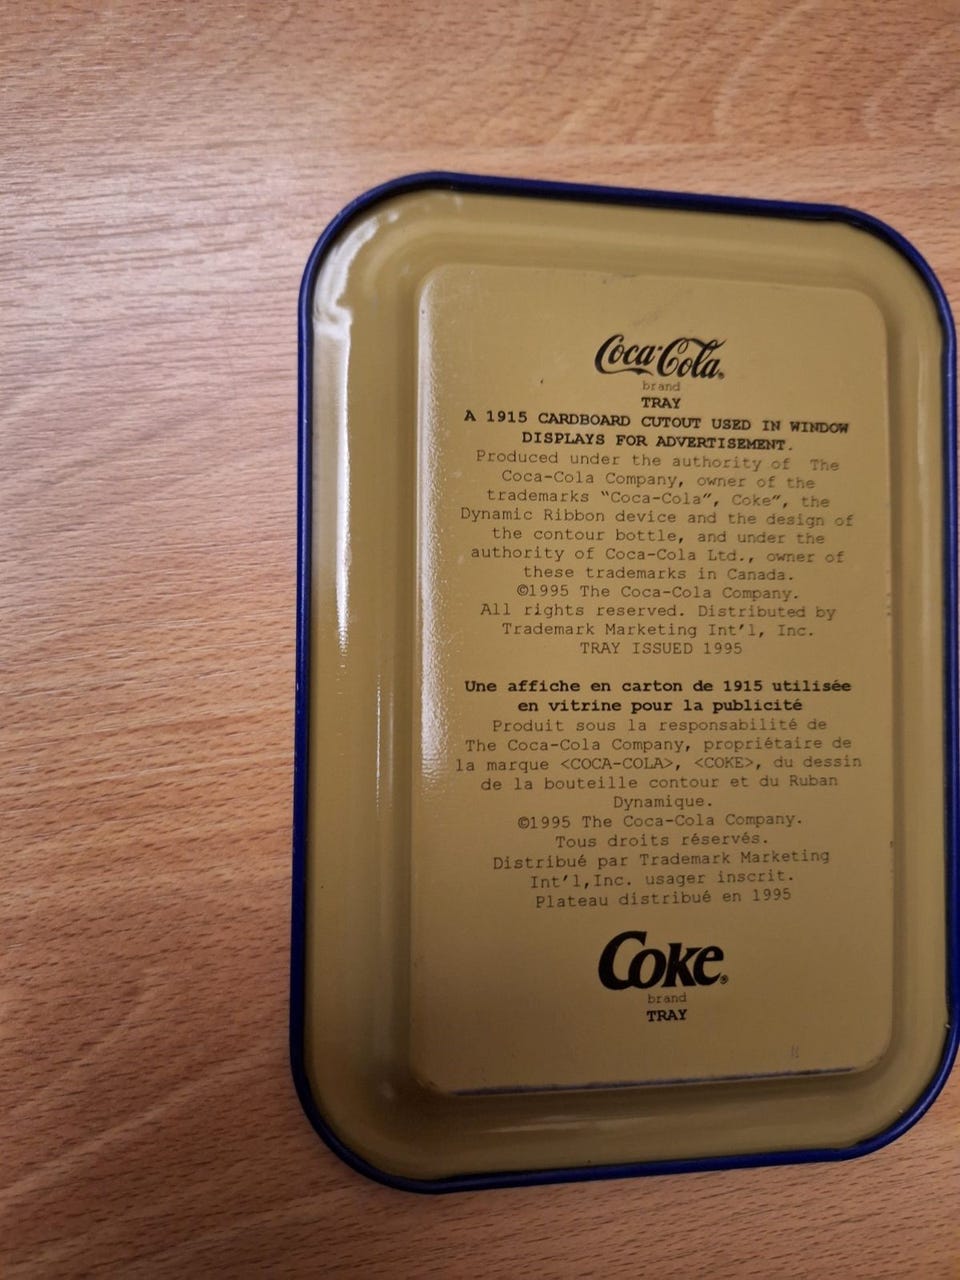 Coca-Cola®
brand
TRAY
A 1915 CARDBOARD CUTOUT USED IN WINDOW
DISPLAYS FOR ADVERTISEMENT.
Produced under the authority of The
Coca-Cola Company, owner of the
trademarks “Coca-Cola”, Coke”, the
Dynamic Ribbon device and the design of
the contour bottle, and under the
authority of Coca-Cola Ltd., owner of
these trademarks in Canada.
©1995 The Coca-Cola Company.
All rights reserved. Distributed by
Trademark Marketing Int'l, Inc.
TRAY ISSUED 1995
Une affiche en carton de 1915 utilisée
en vitrine pour la publicité
Produit sous la responsabilité de
The Coca-Cola Company, propriétaire de
la marque <COCA-COLA>, <COKE>, du dessin
de la bouteille contour et du Ruban
Dynamique.
©1995 The Coca-Cola Company.
Tous droits réservés.
Distribué par Trademark Marketing
Int'l,Inc. usager inscrit.
Plateau distribué en 1995
Coke®
brand
TRAY